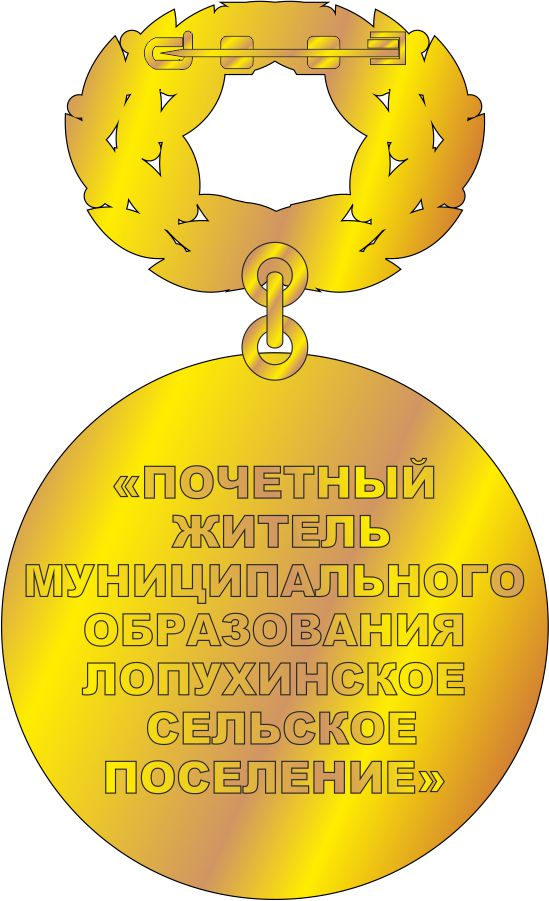 «ПОЧЕТНЫЙ
ЖИТЕЛЬ
МУНИЦИПАЛЬНОГО
ОБРАЗОВАНИЯ
ЛОПУХИНСКОЕ
СЕЛЬСКОЕ
ПОСЕЛЕНИЕ»